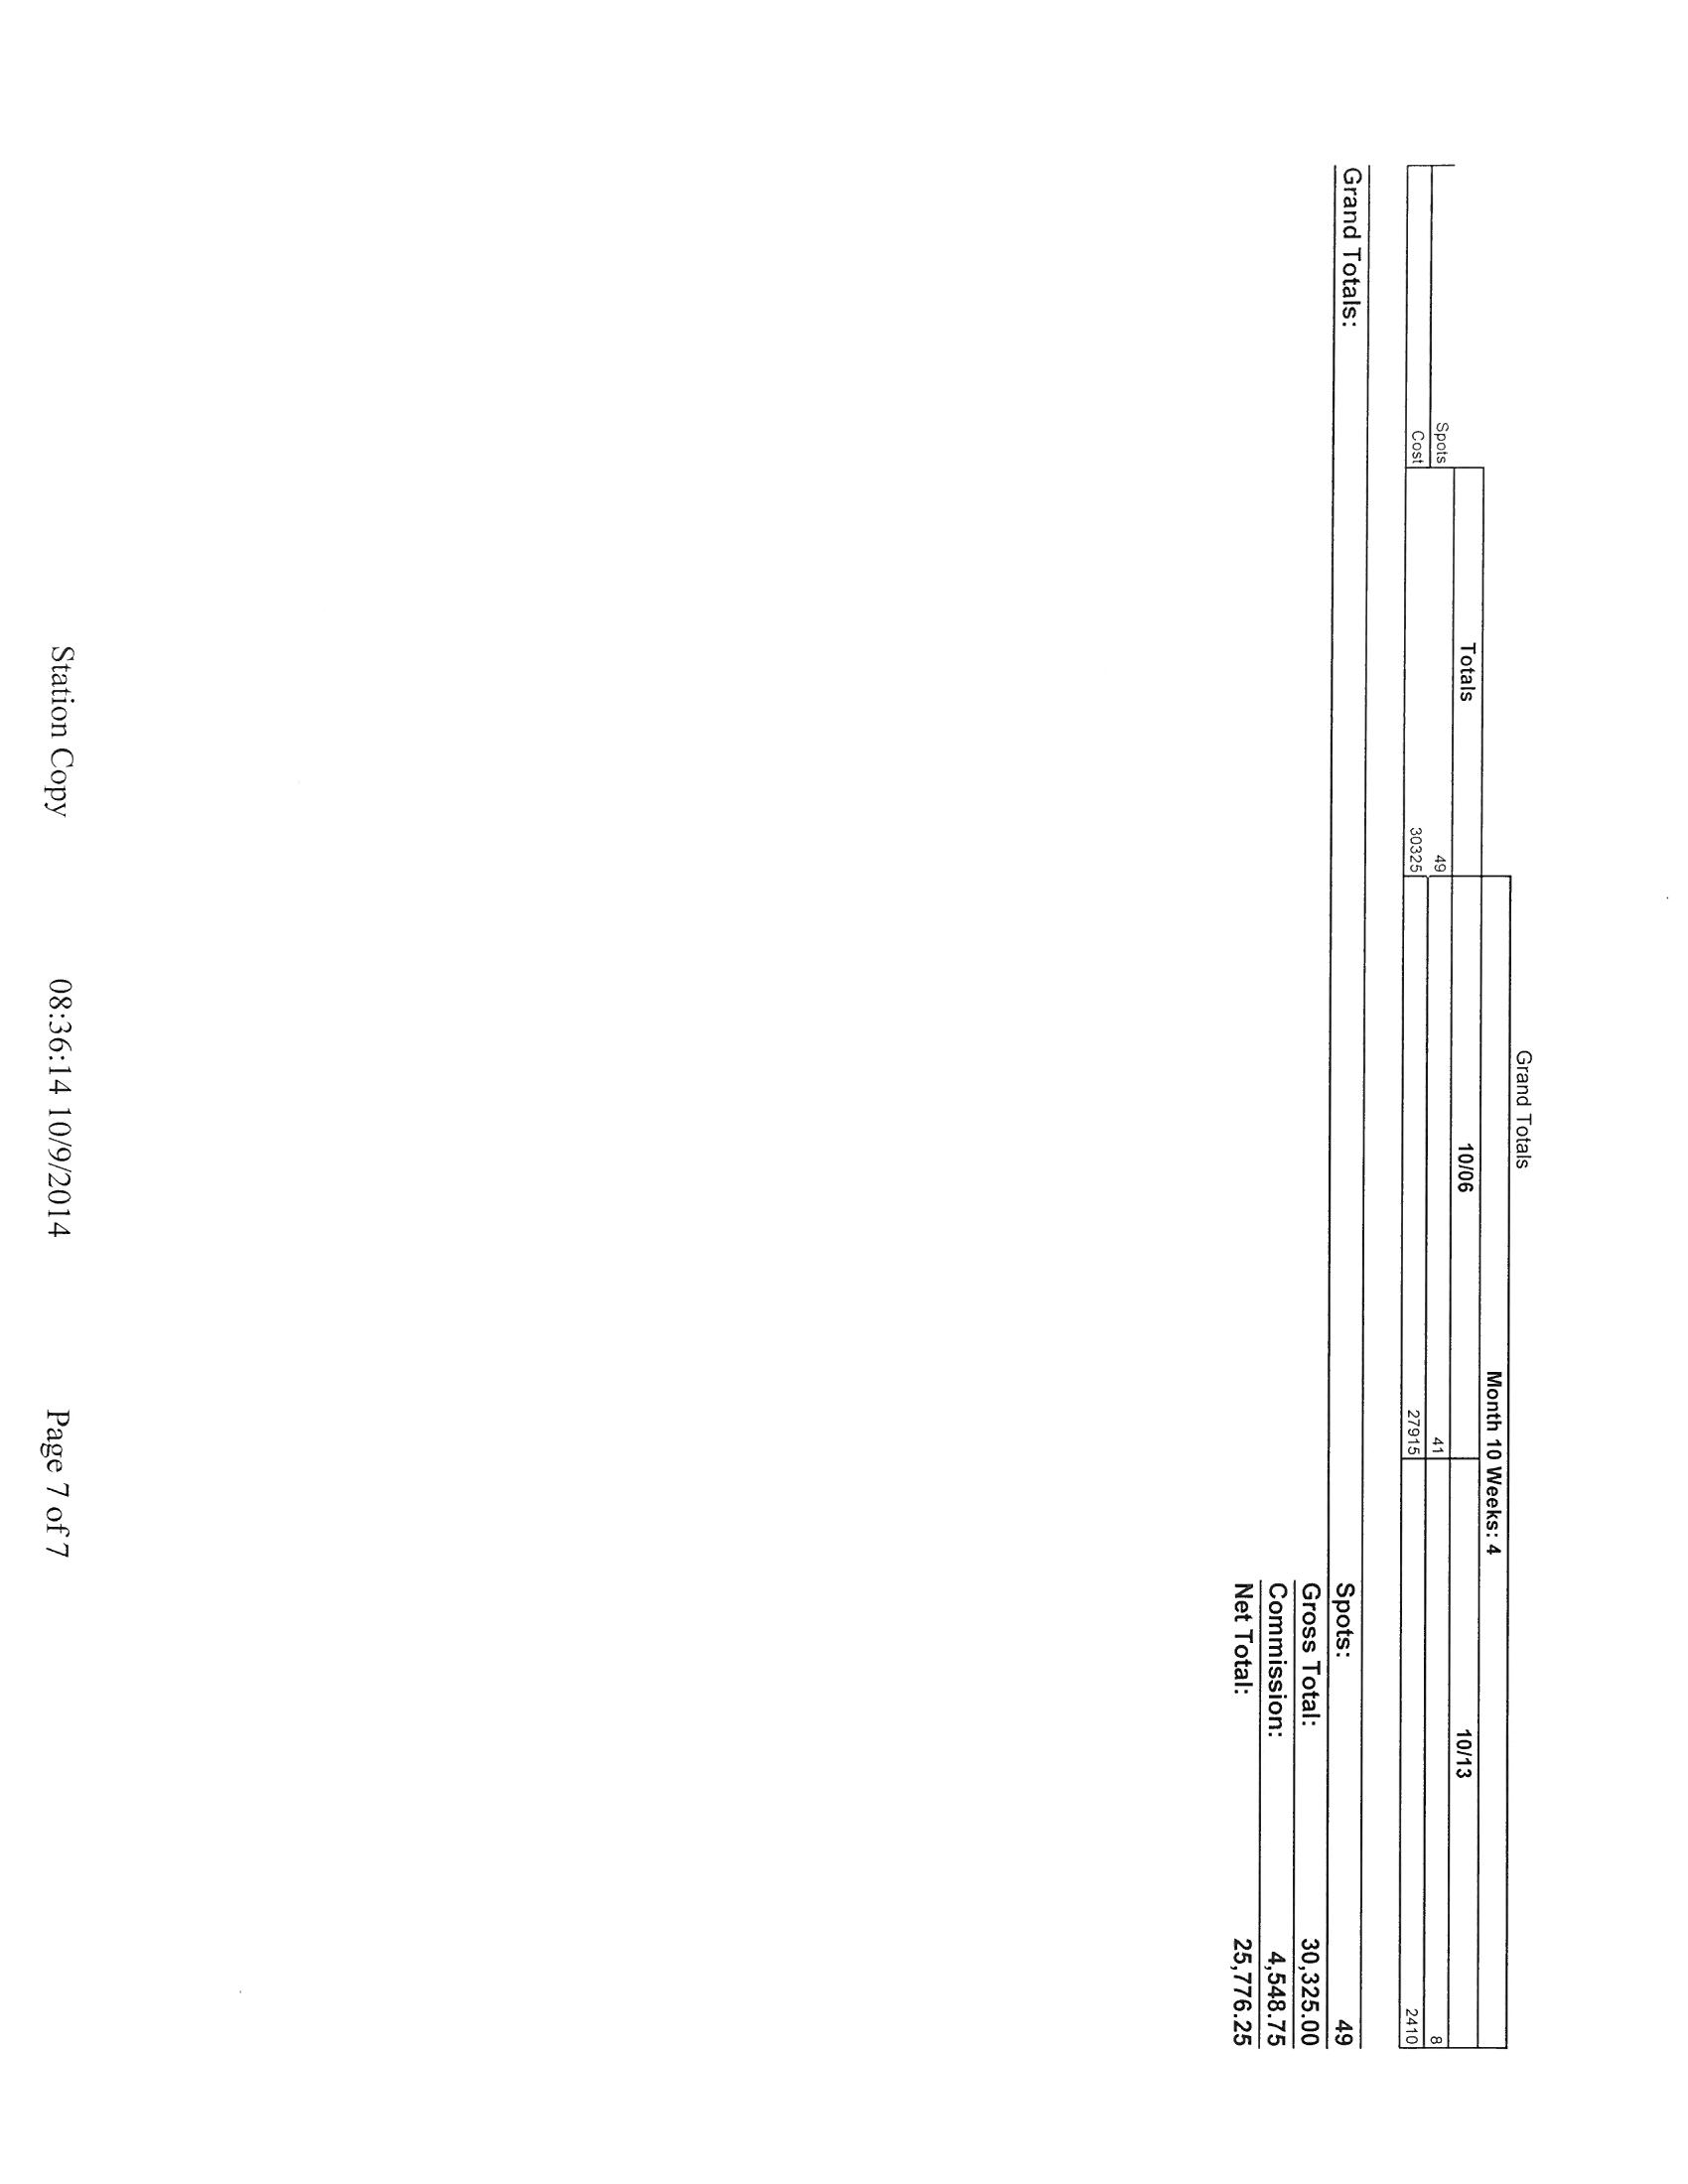 Grand Totals
Month 10 Weeks: 4
Totals 10/06 10/13
Spots 49 41 8
Cost 30325 27915 2410
Grand Totals: Spots: 49
Gross Total: 30,325.00
Commission: 4,548.75
Net Total: 25,776.25
Station Copy 08:36:14 10/9/2014 Page 7 of 7